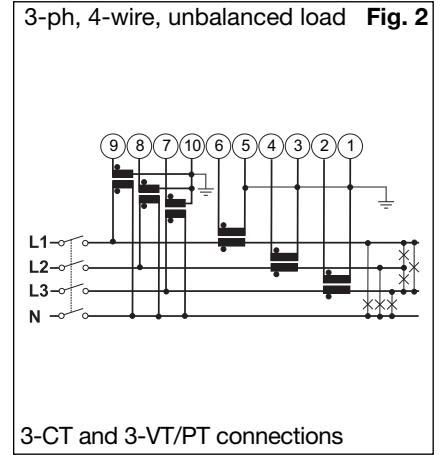 3-ph, 4-wire, unbalanced load Fig. 2
9 8 7 10 6 5 4 3 2 1
L1
L2
L3
N
3-CT and 3-VT/PT connections